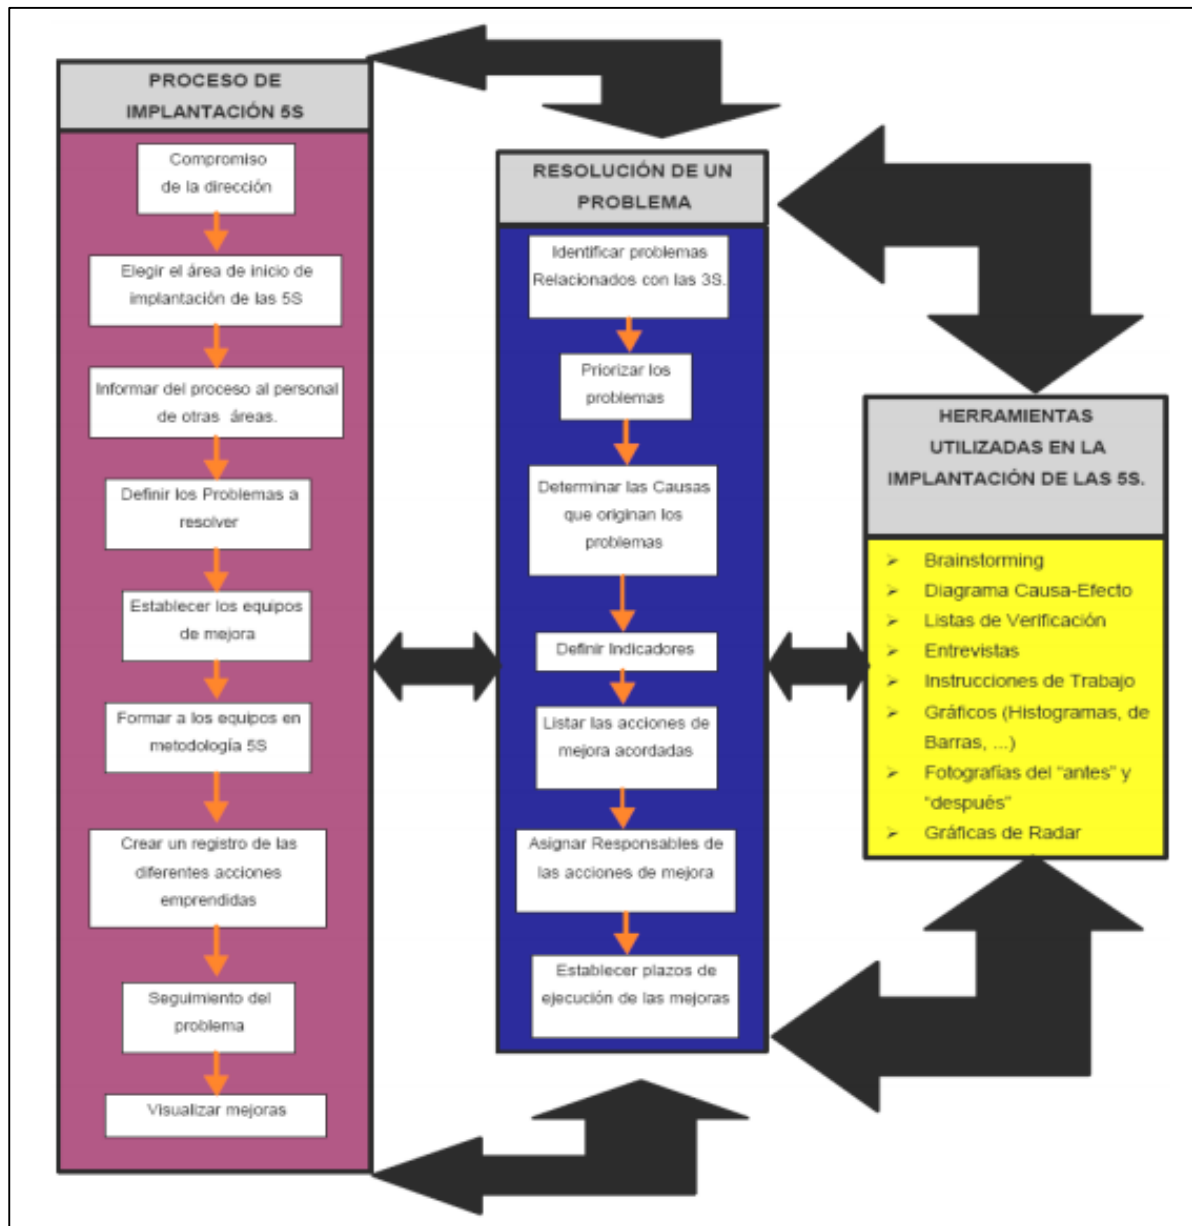 PROCESO DE
IMPLANTACIÓN 5S
Compromiso
de la dirección
Elegir el área de inicio de
implantación de las 5S
Informar del proceso al personal
de otras áreas.
Definir los Problemas a
resolver
Establecer los equipos
de mejora
Formar a los equipos en
metodología 5S
Crear un registro de las
diferentes acciones
emprendidas
Seguimiento del
problema
Visualizar mejoras
RESOLUCIÓN DE UN
PROBLEMA
Identificar problemas
Relacionados con las 3S.
Priorizar los
problemas
Determinar las Causas
que originan los
problemas
Definir Indicadores
Listar las acciones de
mejora acordadas
Asignar Responsables de
las acciones de mejora
Establecer plazos de
ejecución de las mejoras
HERRAMIENTAS
UTILIZADAS EN LA
IMPLANTACIÓN DE LAS 5S.
➢ Brainstorming
➢ Diagrama Causa-Efecto
➢ Listas de Verificación
➢ Entrevistas
➢ Instrucciones de Trabajo
➢ Gráficos (Histogramas, de
Barras, ...)
➢ Fotografías del "antes" y
"después"
➢ Gráficas de Radar